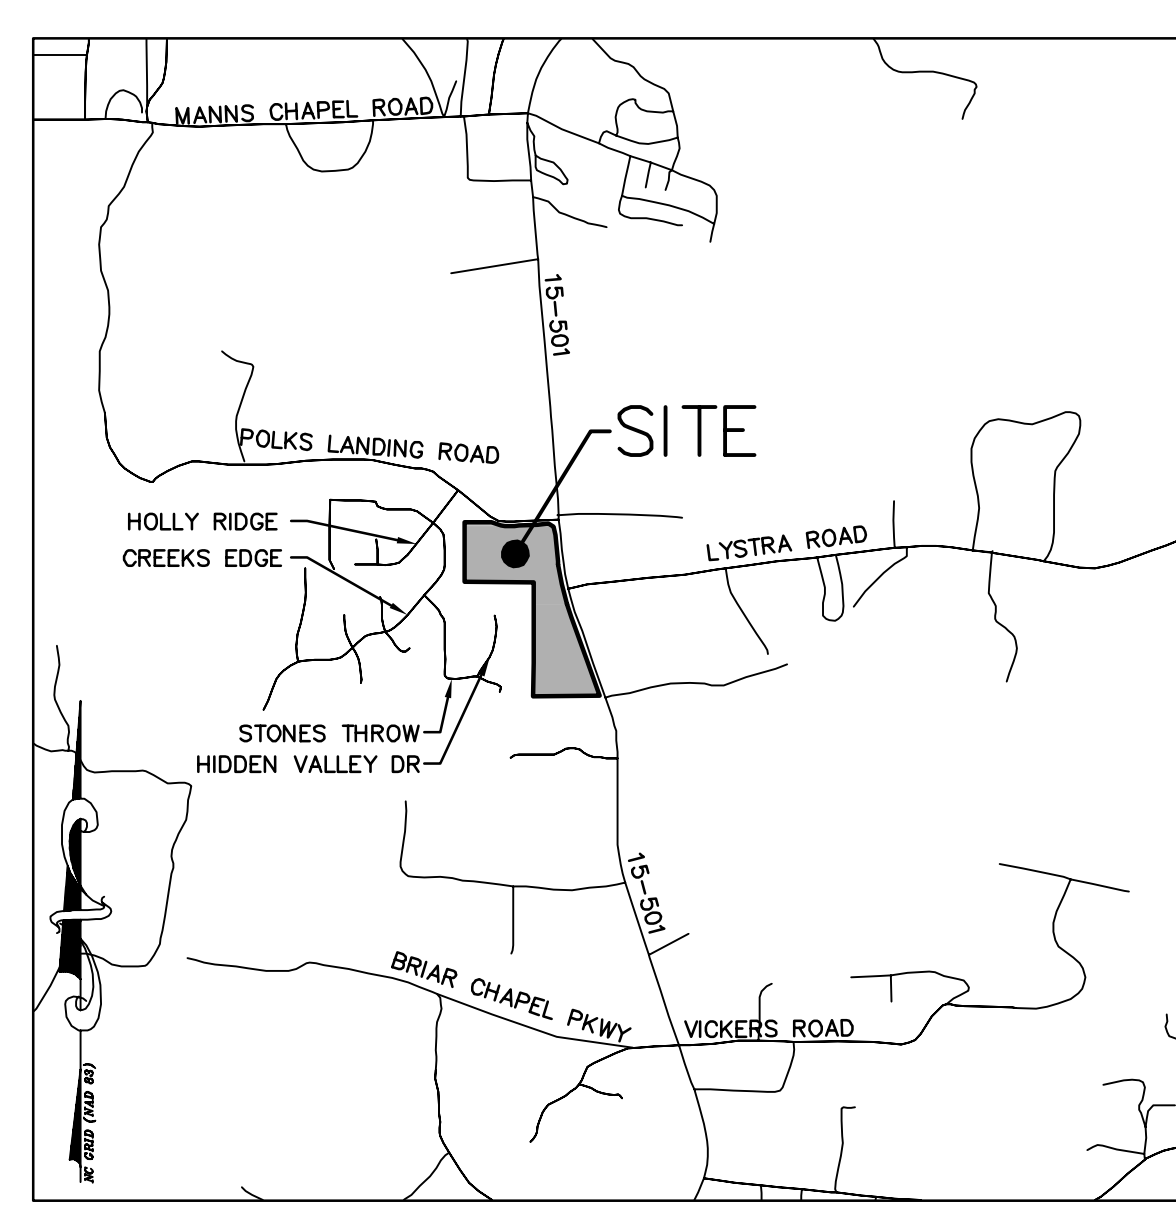 MANNS CHAPEL ROAD
15-501
SITE
POLKS LANDING ROAD
HOLLY RIDGE
LYSTRA ROAD
CREEKS EDGE
STONES THROW
HIDDEN VALLEY DR
15-501
BRIAR CHAPEL PKWY
VICKERS ROAD
NC GRID (NAD 83)